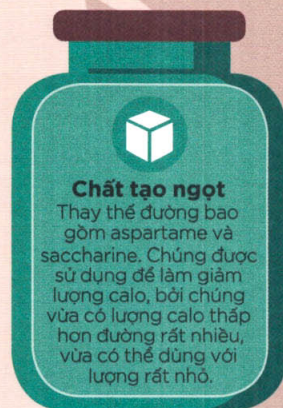 Chất tạo ngọt
Thay thế đường bao
gồm aspartame và
saccharine. Chúng được
sử dụng để làm giảm
lượng calo, bởi chúng
vừa có lượng calo thấp
hơn đường rất nhiều,
vừa có thể dùng với
lượng rất nhỏ.